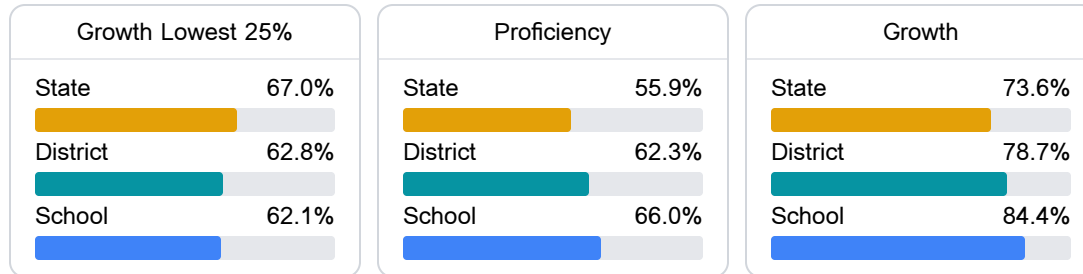 Growth Lowest 25%
State 67.0%
District 62.8%
School 62.1%
Proficiency
State 55.9%
District 62.3%
School 66.0%
Growth
State 73.6%
District 78.7%
School 84.4%